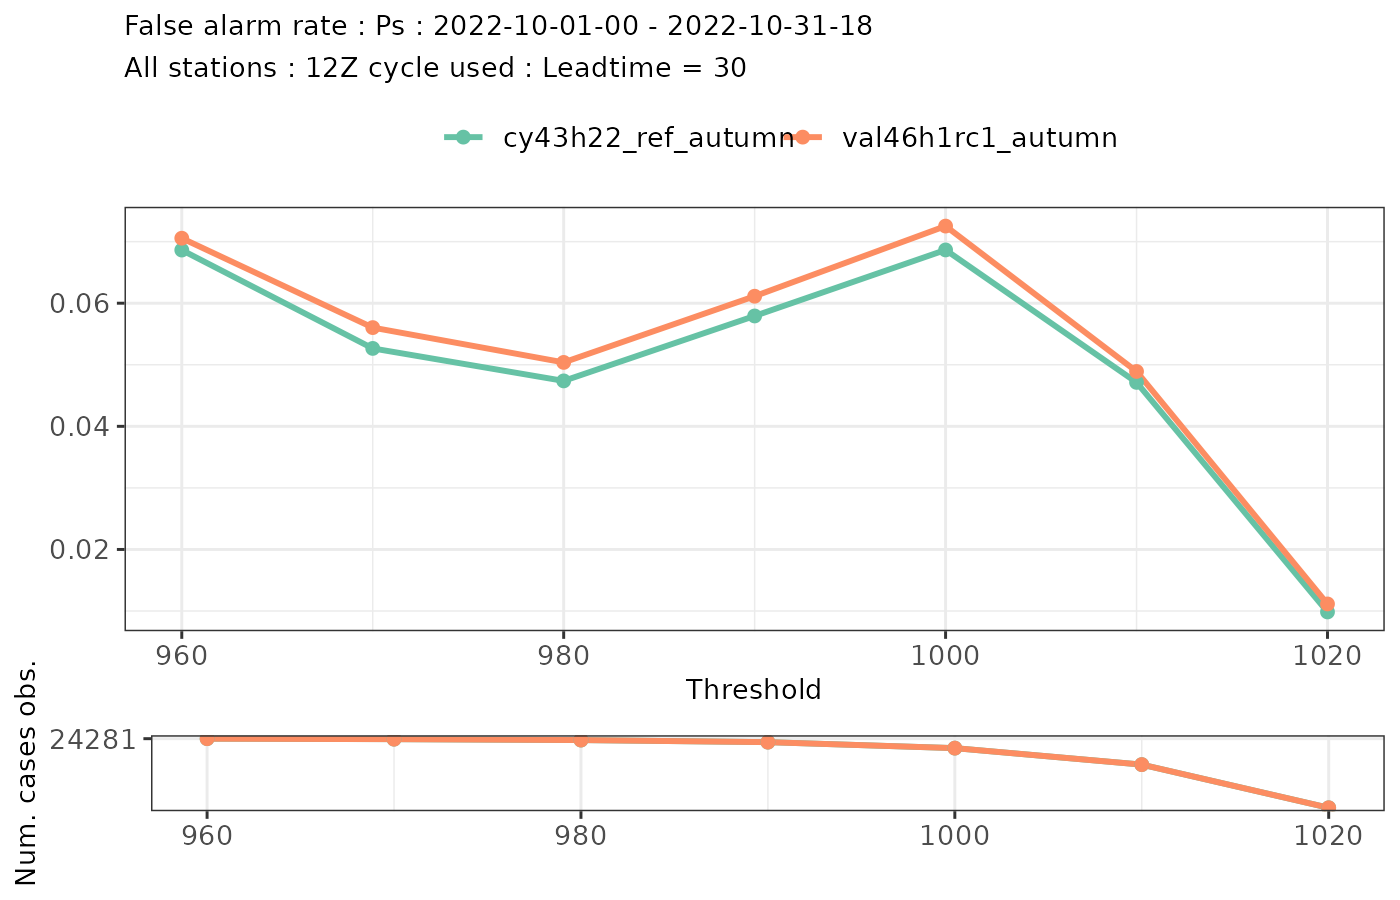 False alarm rate : Ps : 2022-10-01-00 - 2022-10-31-18
All stations : 12Z cycle used : Leadtime = 30
cy43h22_ref_autumn val46h1rc1_autumn
0.06
0.04
0.02
960 980 1000 1020
Threshold
Num. cases obs.
24281
960 980 1000 1020